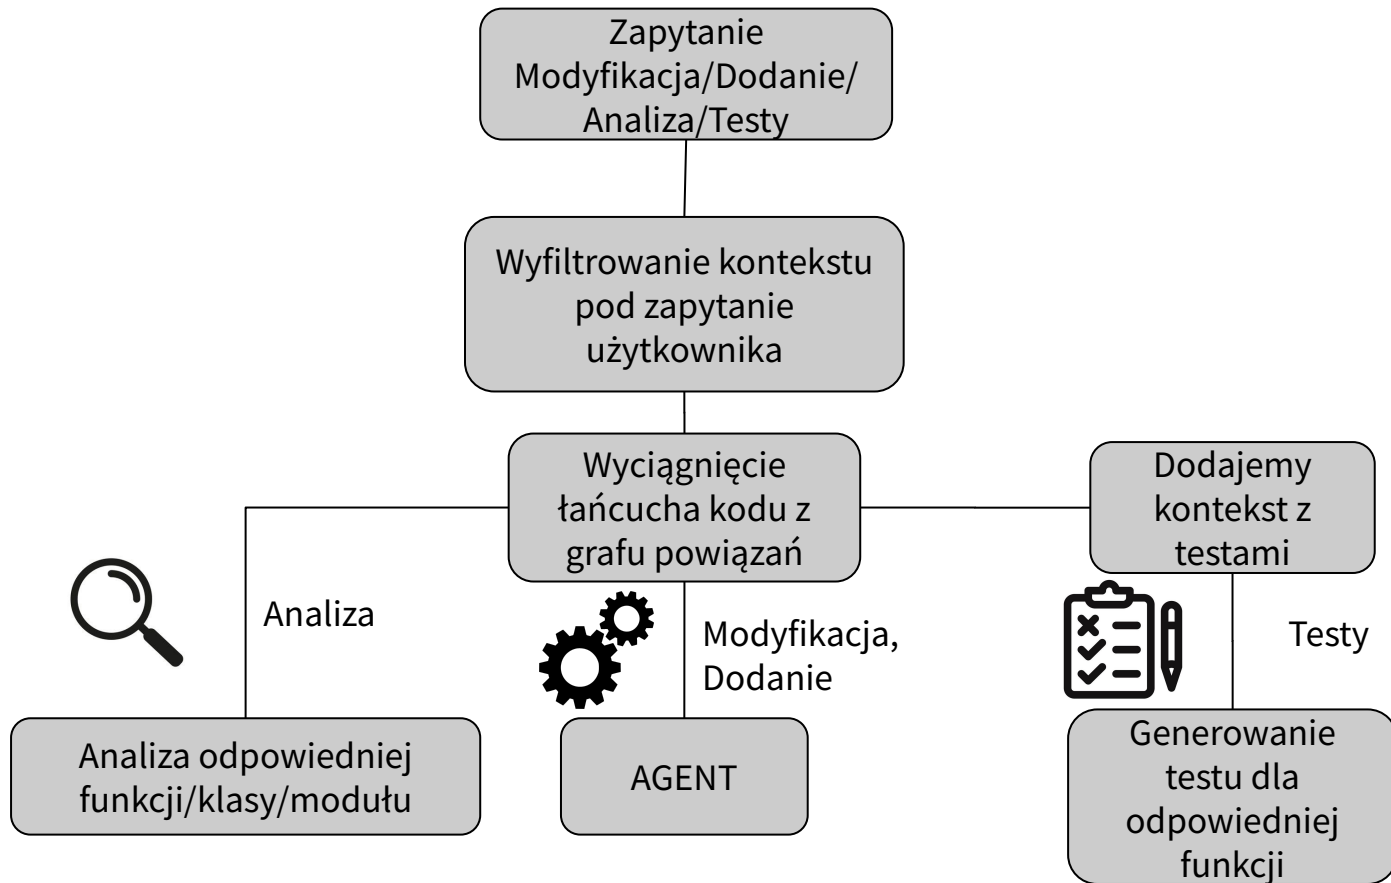 Zapytanie
Modyfikacja/Dodanie/
Analiza/Testy
Wyfiltrowanie kontekstu
pod zapytanie
użytkownika
Wyciągnięcie
łańcucha kodu z
grafu powiązań
Dodajemy
kontekst z
testami
Analiza
Modyfikacja,
Dodanie
Testy
Analiza odpowiedniej
funkcji/klasy/modułu
AGENT
Generowanie
testu dla
odpowiedniej
funkcji